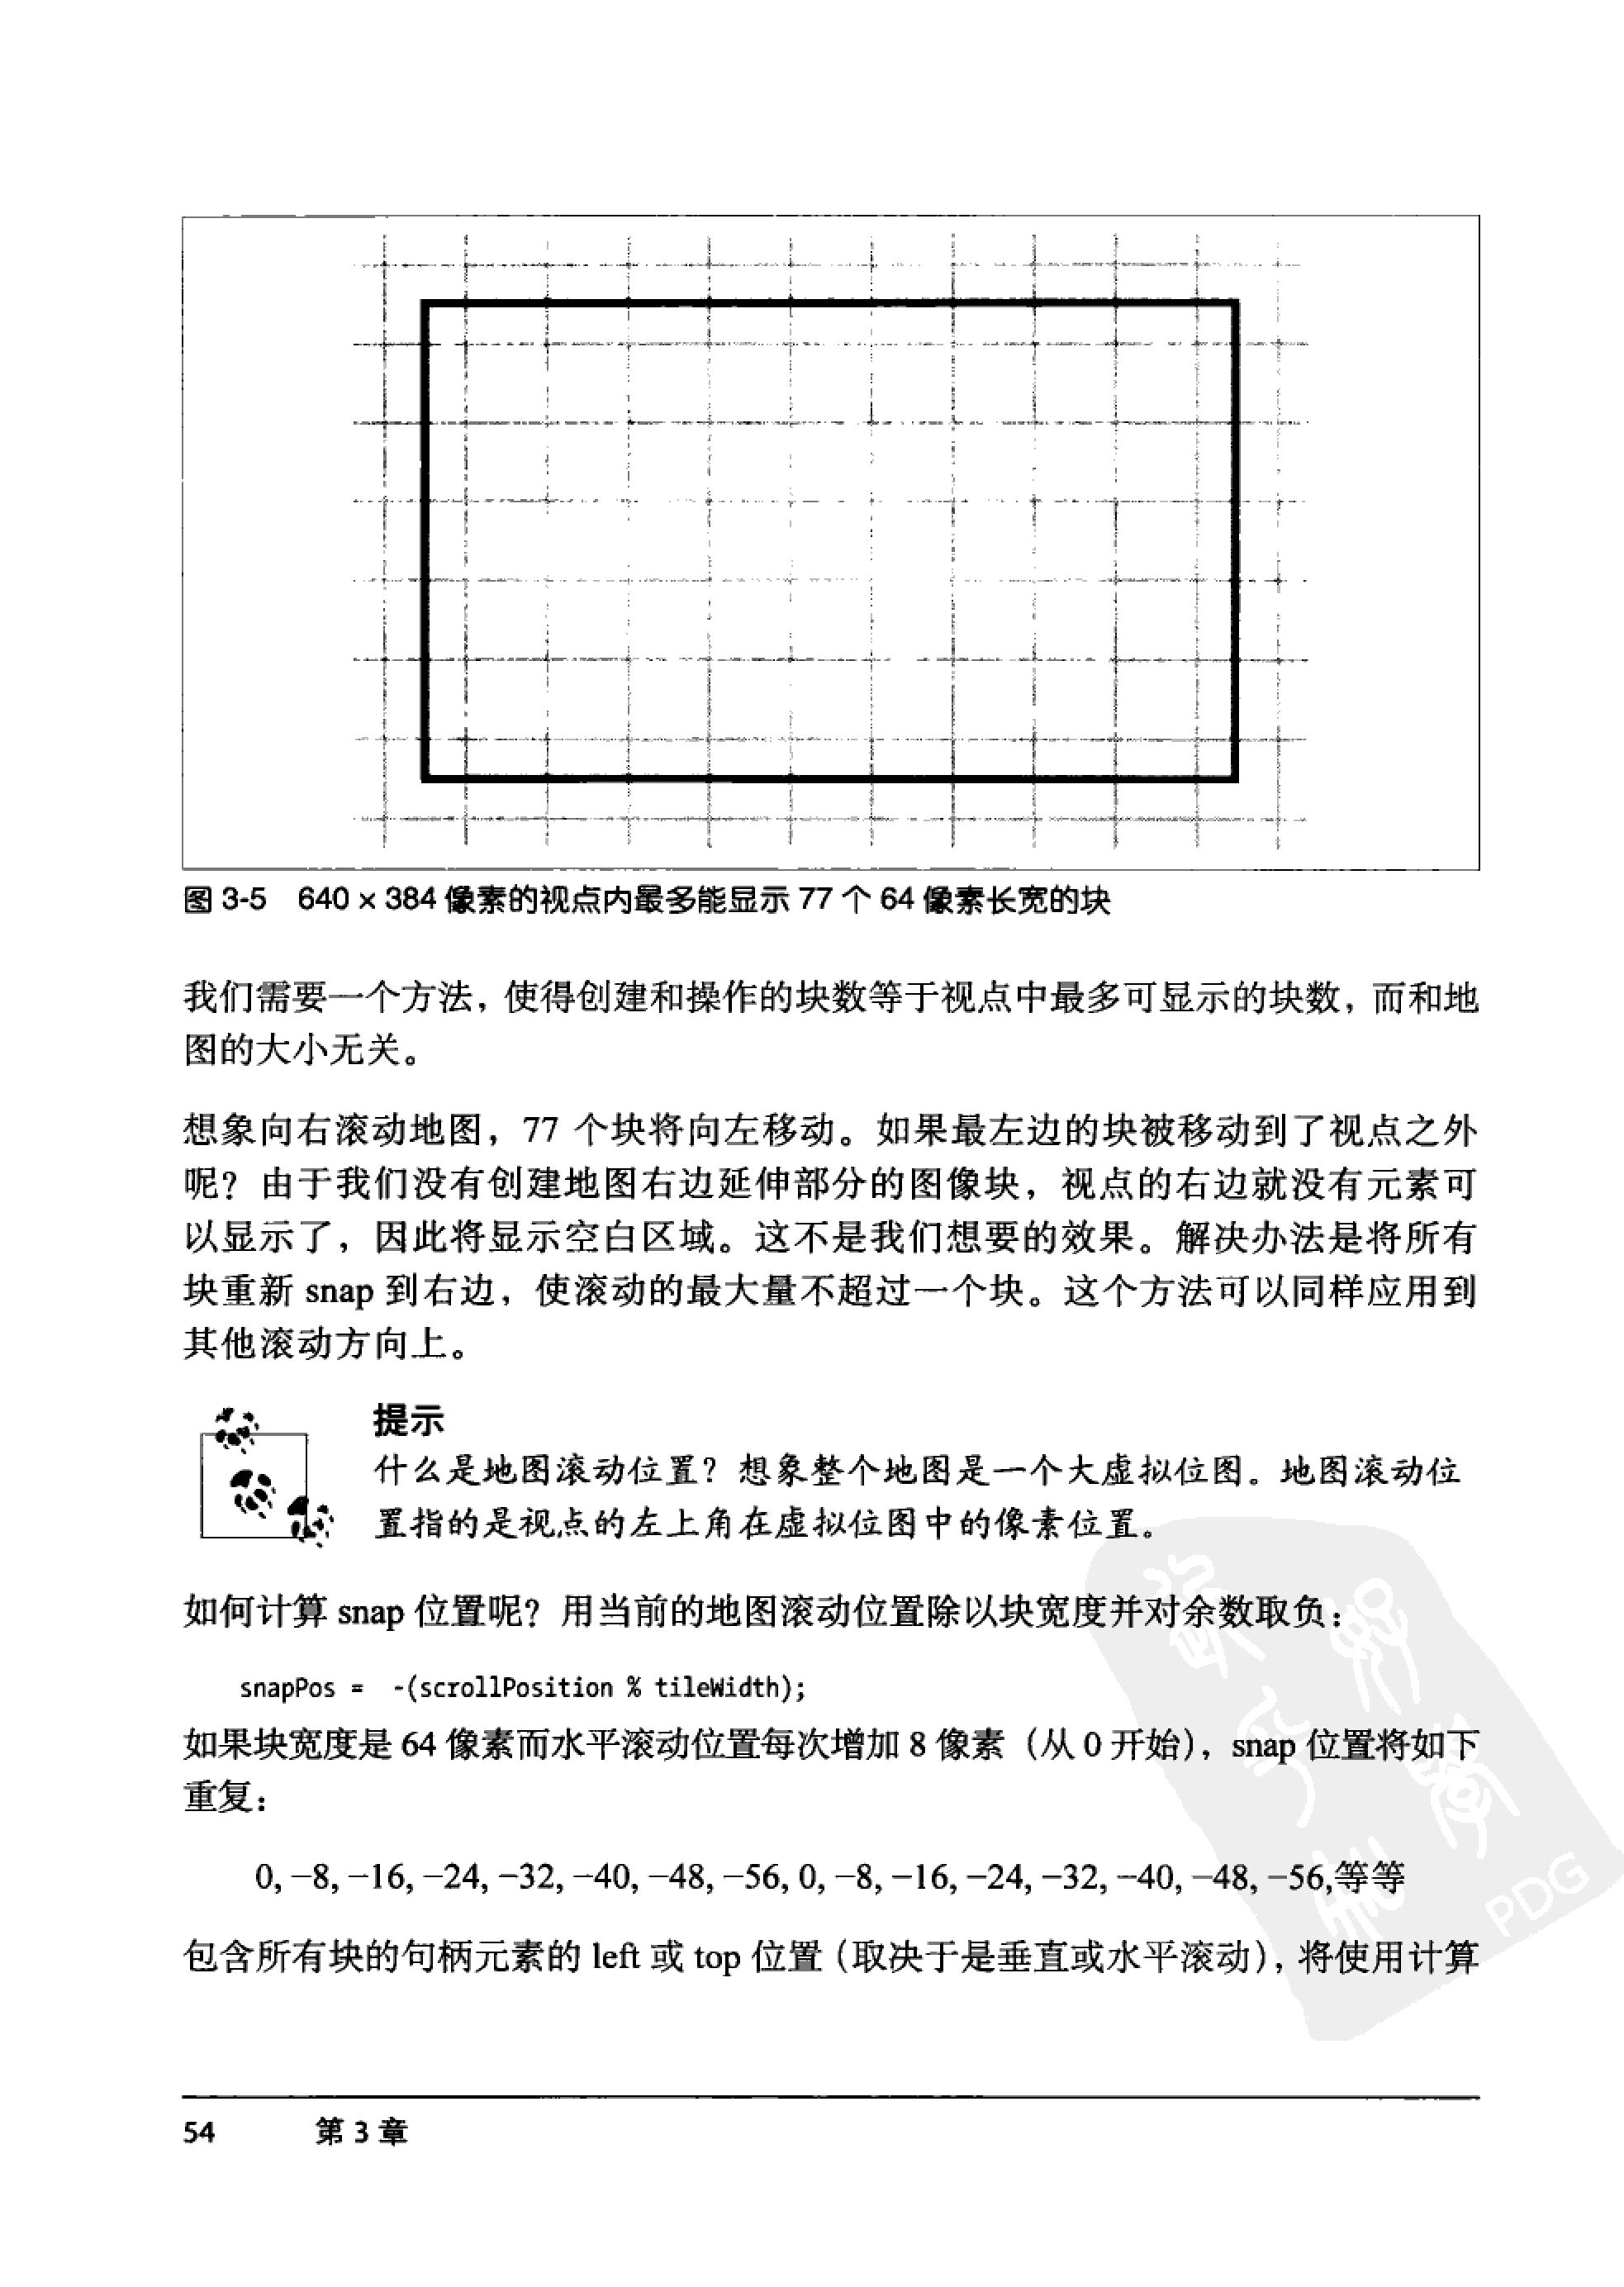 图 3-5 640 × 384 像素的视点内最多能显示 77 个 64 像素长宽的块
我们需要一个方法，使得创建和操作的块数等于视点中最多可显示的块数，而和地
图的大小无关。
想象向右滚动地图，77 个块将向左移动。如果最左边的块被移动到了视点之外
呢？由于我们没有创建地图右边延伸部分的图像块，视点的右边就没有元素可
以显示了，因此将显示空白区域。这不是我们想要的效果。解决办法是将所有
块重新 snap 到右边，使滚动的最大量不超过一个块。这个方法可以同样应用到
其他滚动方向上。
提示
什么是地图滚动位置？想象整个地图是一个大虚拟位图。地图滚动位
置指的是视点的左上角在虚拟位图中的像素位置。
如何计算 snap 位置呢？用当前的地图滚动位置除以块宽度并对余数取负：
snapPos = -(scrollPosition % tileWidth);
如果块宽度是 64 像素而水平滚动位置每次增加 8 像素（从 0 开始），snap 位置将如下
重复：
0, −8, −16, −24, −32, −40, −48, −56, 0, −8, −16, −24, −32, −40, −48, −56,等等
包含所有块的句柄元素的 left 或 top 位置（取决于是垂直或水平滚动），将使用计算
PDG
54 第 3 章